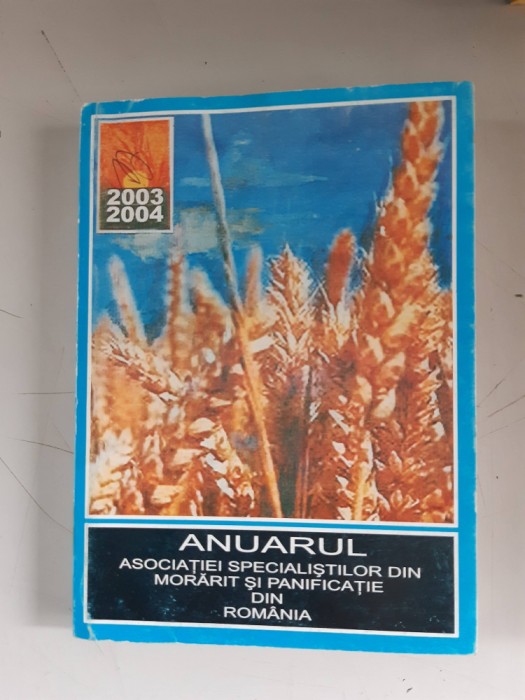 2003
2004
ANUARUL
ASOCIAȚIEI SPECIALIȘTILOR DIN
MORĂRIT ȘI PANIFICAȚIE
DIN
ROMÂNIA